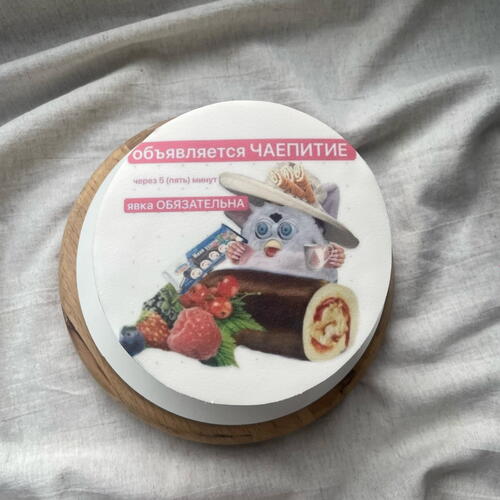 объявляется ЧАЕПИТИЕ
через 5 (пять) минут
явка ОБЯЗАТЕЛЬНА